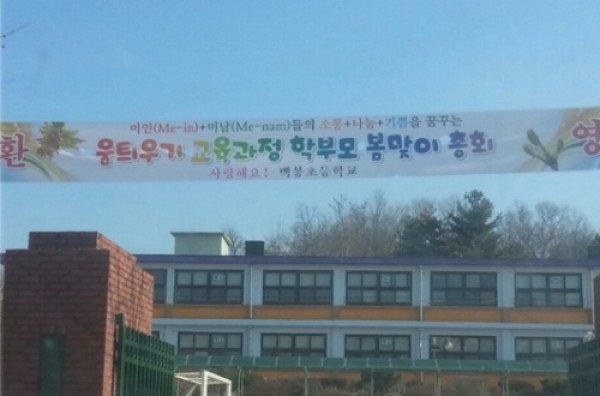 미인(Me-in)+미남(Me-nam)들의 소통+나눔+기쁨을 꿈꾸는
환 움틔우기 교육과정 학부모 봄맞이 총회 영
사랑해요! 백봉초등학교